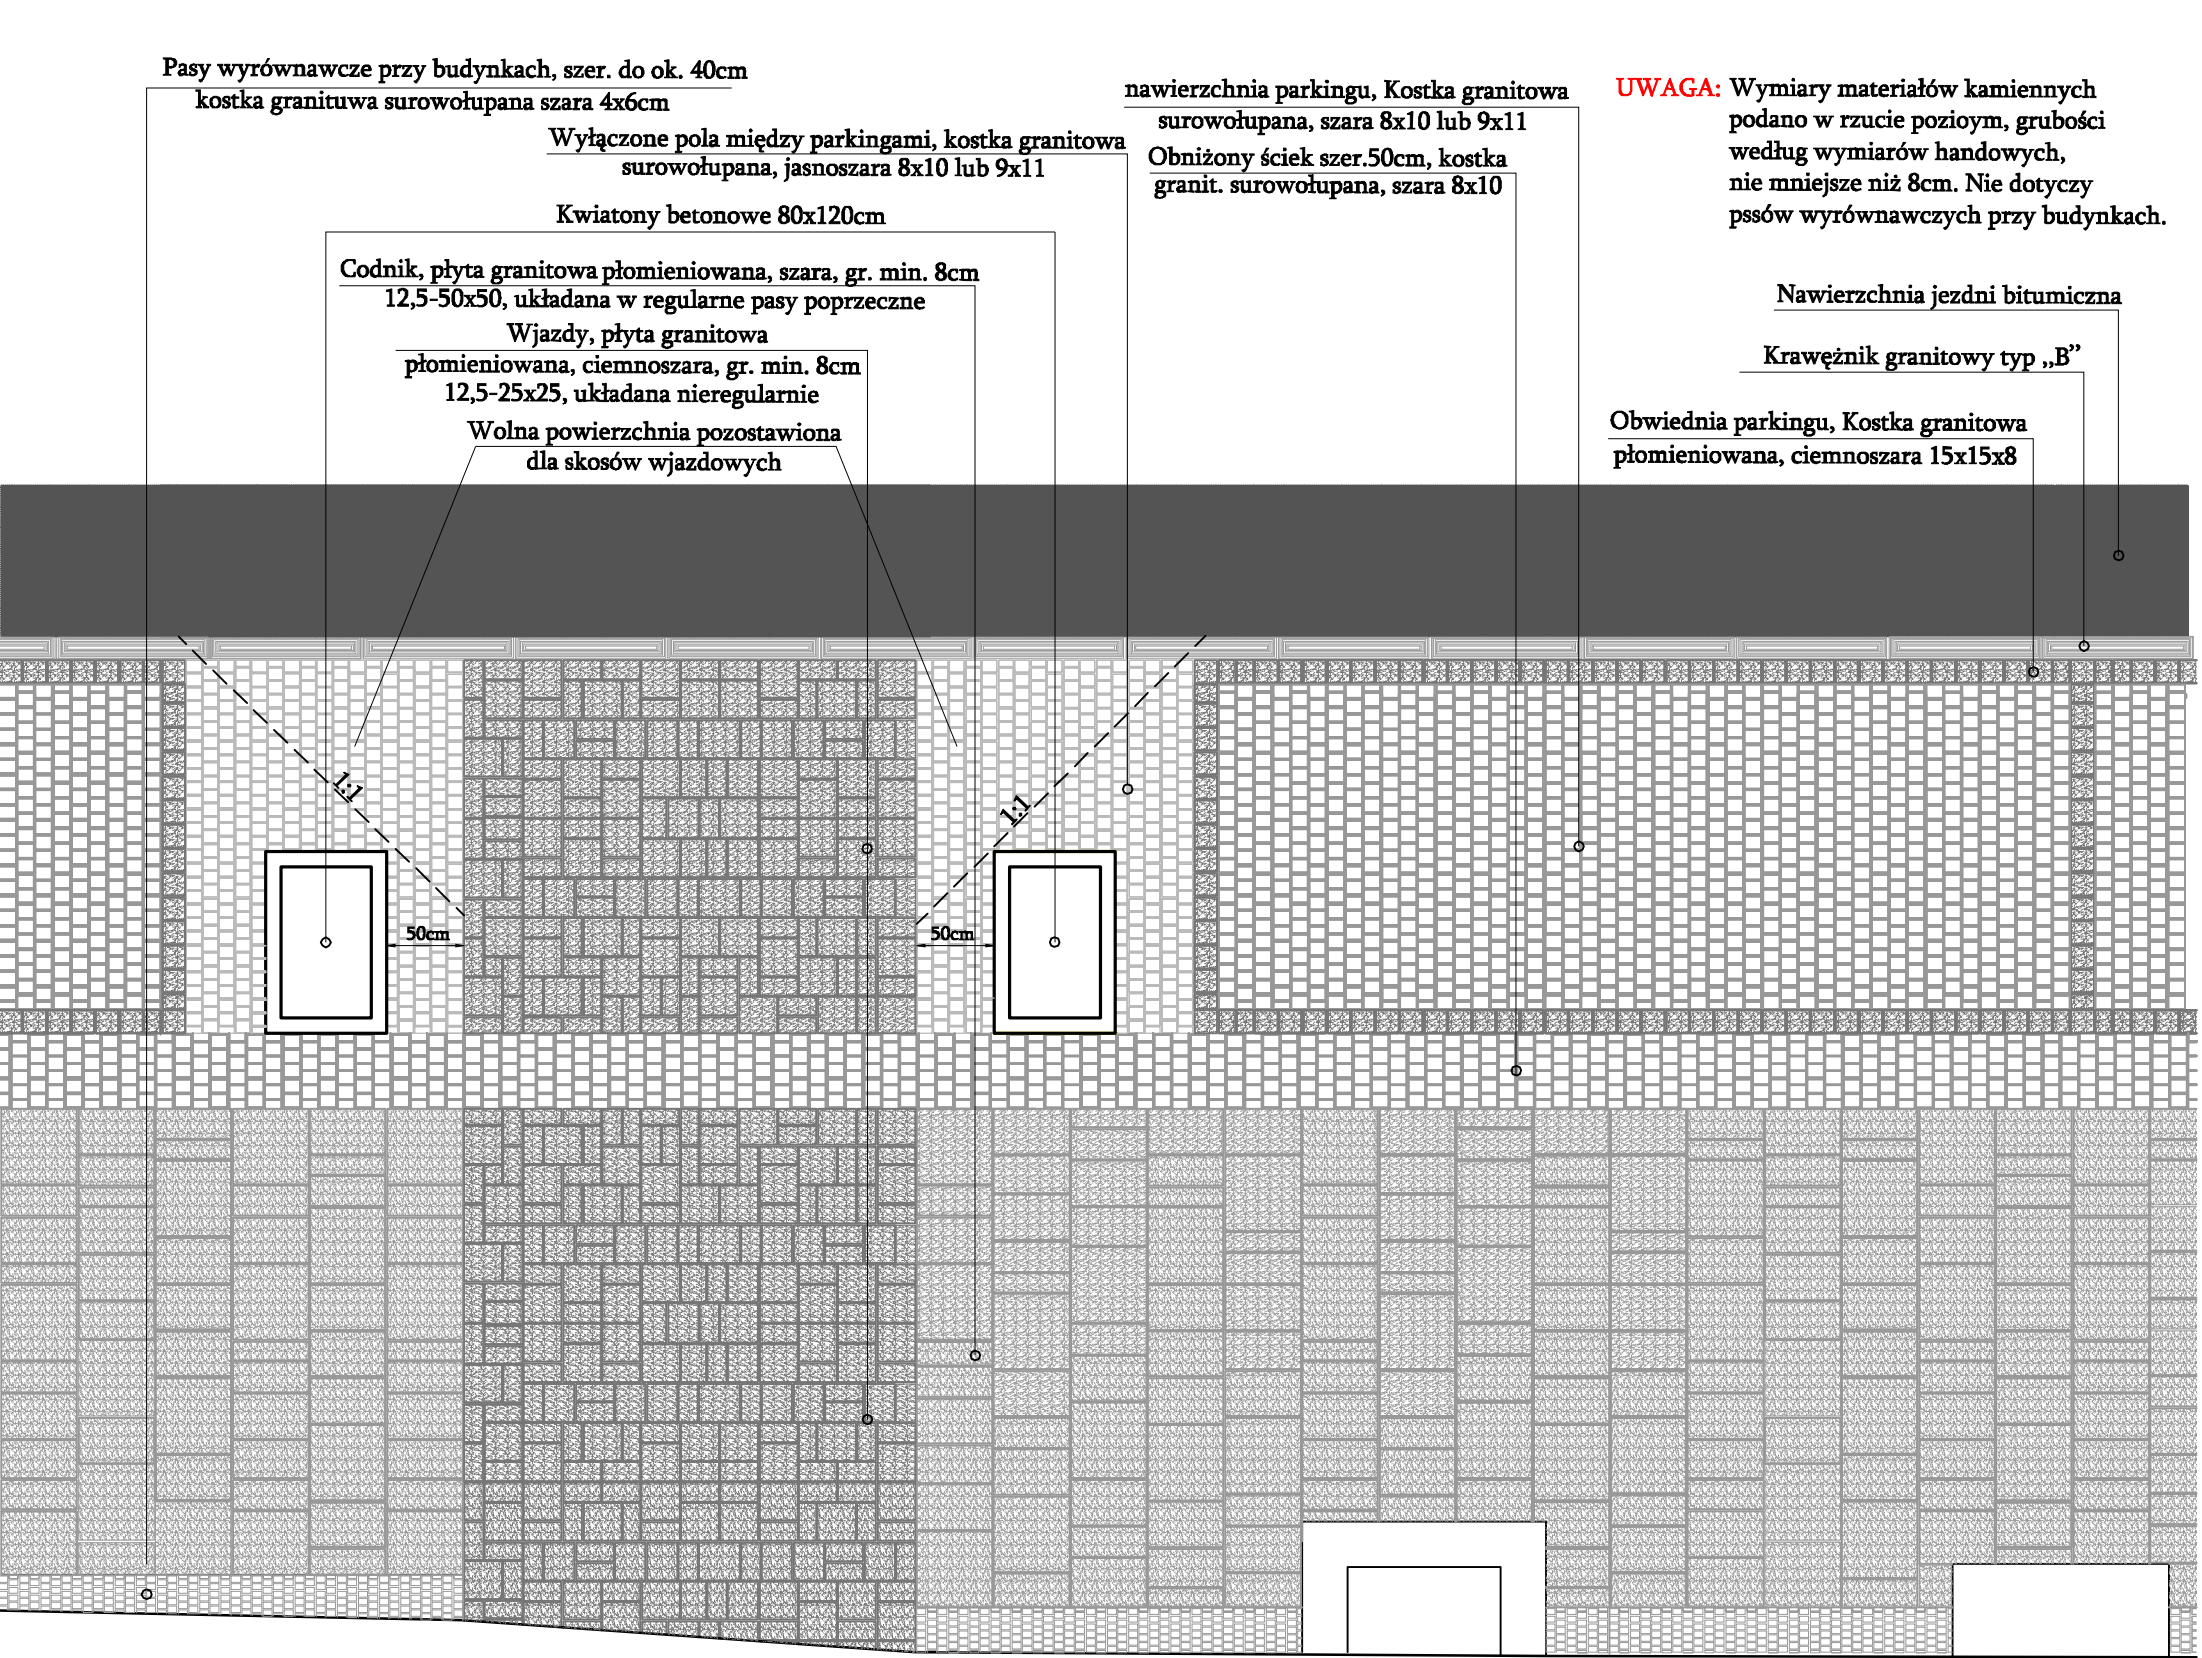 Pasy wyrównawcze przy budynkach, szer. do ok. 40cm
kostka granituwa surowołupana szara 4x6cm
Wyłączone pola między parkingami, kostka granitowa
surowołupana, jasnoszara 8x10 lub 9x11
Kwiatony betonowe 80x120cm
Codnik, płyta granitowa płomieniowana, szara, gr. min. 8cm
12,5-50x50, układana w regularne pasy poprzeczne
Wjazdy, płyta granitowa
płomieniowana, ciemnoszara, gr. min. 8cm
12,5-25x25, układana nieregularnie
Wolna powierzchnia pozostawiona
dla skosów wjazdowych
nawierzchnia parkingu, Kostka granitowa
surowołupana, szara 8x10 lub 9x11
Obniżony ściek szer.50cm, kostka
granit. surowołupana, szara 8x10
UWAGA: Wymiary materiałów kamiennych
podano w rzucie pozioym, grubości
według wymiarów handowych,
nie mniejsze niż 8cm. Nie dotyczy
pssów wyrównawczych przy budynkach.
Nawierzchnia jezdni bitumiczna
Krawężnik granitowy typ „B”
Obwiednia parkingu, Kostka granitowa
płomieniowana, ciemnoszara 15x15x8
1:1
1:1
50cm
50cm